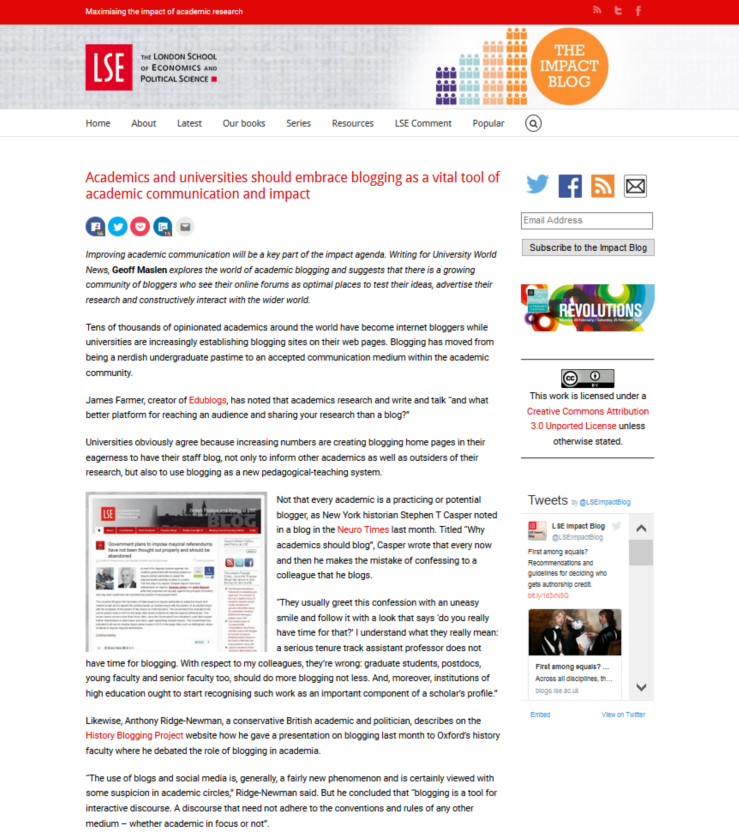 Maximising the impact of academic research
LSE
THE LONDON SCHOOL
OF ECONOMICS AND
POLITICAL SCIENCE
THE
IMPACT
BLOG
Home About Latest Our books Series Resources LSE Comment Popular
Academics and universities should embrace blogging as a vital tool of
academic communication and impact
Improving academic communication will be a key part of the impact agenda. Writing for University World
News, Geoff Maslen explores the world of academic blogging and suggests that there is a growing
community of bloggers who see their online forums as optimal places to test their ideas, advertise their
research and constructively interact with the wider world.
Tens of thousands of opinionated academics around the world have become internet bloggers while
universities are increasingly establishing blogging sites on their web pages. Blogging has moved from
being a nerdish undergraduate pastime to an accepted communication medium within the academic
community.
James Farmer, creator of Edublogs, has noted that academics research and write and talk “and what
better platform for reaching an audience and sharing your research than a blog?”
Universities obviously agree because increasing numbers are creating blogging home pages in their
eagerness to have their staff blog, not only to inform other academics as well as outsiders of their
research, but also to use blogging as a new pedagogical-teaching system.
LSE
BLOG
Government plans to impose mayoral referendums
have not been thought out properly and should be
abandoned
Not that every academic is a practicing or potential
blogger, as New York historian Stephen T Casper noted
in a blog in the Neuro Times last month. Titled “Why
academics should blog”, Casper wrote that every now
and then he makes the mistake of confessing to a
colleague that he blogs.
“They usually greet this confession with an uneasy
smile and follow it with a look that says ‘do you really
have time for that?’ I understand what they really mean:
a serious tenure track assistant professor does not
have time for blogging. With respect to my colleagues, they’re wrong: graduate students, postdocs,
young faculty and senior faculty too, should do more blogging not less. And, moreover, institutions of
high education ought to start recognising such work as an important component of a scholar’s profile.”
Likewise, Anthony Ridge-Newman, a conservative British academic and politician, describes on the
History Blogging Project website how he gave a presentation on blogging last month to Oxford’s history
faculty where he debated the role of blogging in academia.
“The use of blogs and social media is, generally, a fairly new phenomenon and is certainly viewed with
some suspicion in academic circles,” Ridge-Newman said. But he concluded that “blogging is a tool for
interactive discourse. A discourse that need not adhere to the conventions and rules of any other
medium – whether academic in focus or not”.
Email Address
Subscribe to the Impact Blog
REVOLUTIONS
cc BY
This work is licensed under a
Creative Commons Attribution
3.0 Unported License unless
otherwise stated.
Tweets by @LSEImpactBlog
LSE Impact Blog
@LSEImpactBlog
First among equals?
Recommendations and
guidelines for deciding who
gets authorship credit.
bit.ly/1d3xNSG
First among equals? ...
Across all disciplines, th...
blogs.lse.ac.uk
Embed View on Twitter